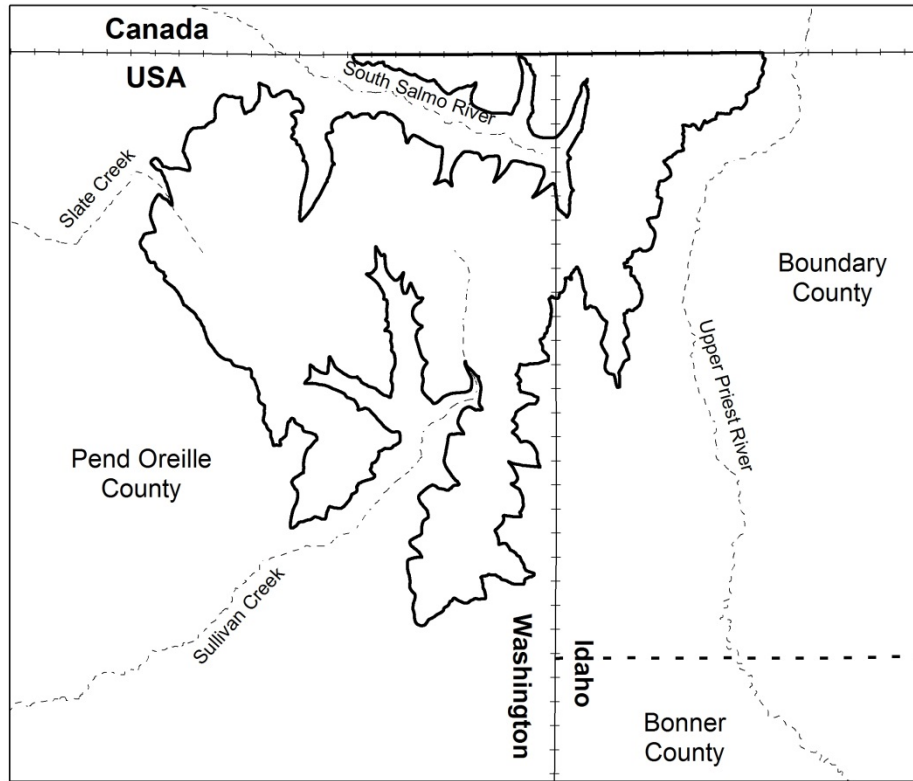 Canada
USA
South Salmo River
Slate Creek
Boundary
County
Upper Priest River
Pend Oreille
County
Sullivan Creek
Washington
Idaho
Bonner
County